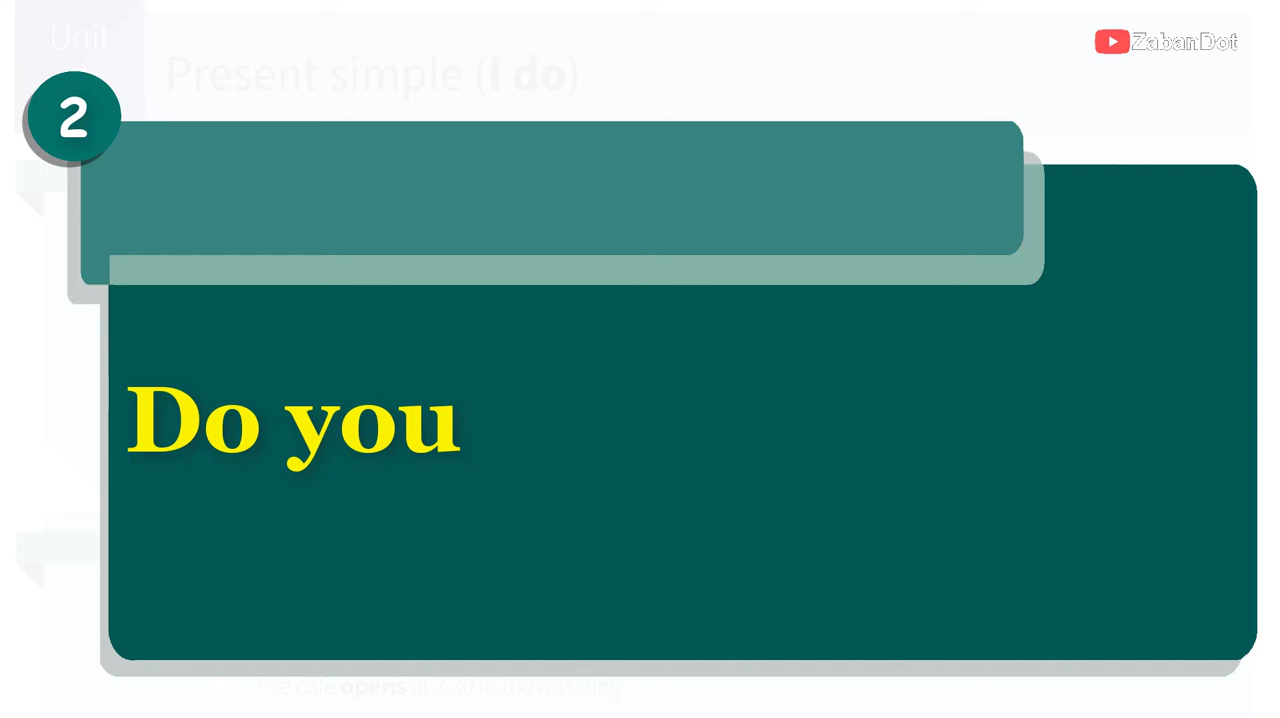 Unit
ZabanDot
Present simple (I do)
2
Do you
The cafe opens at 7.30 in the morning